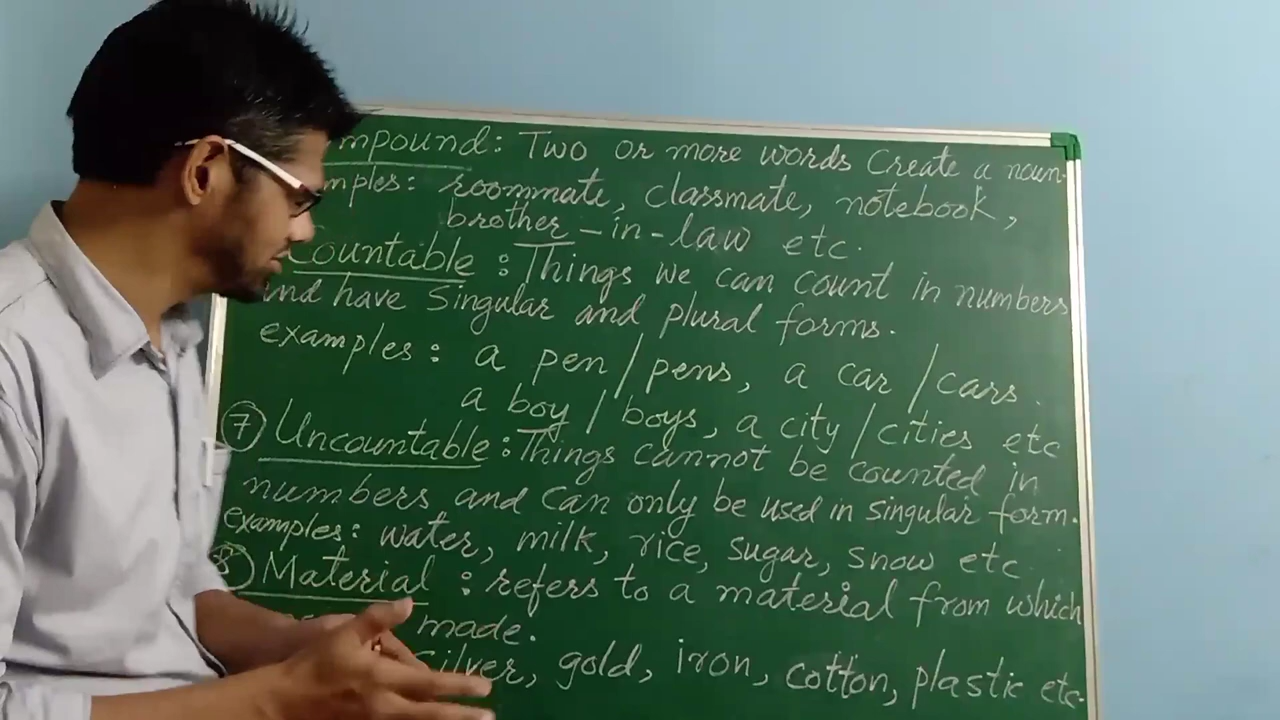 mpound: Two or more words Create a noun.
mples: roommate, classmate, notebook,
brother-in-law etc.
Countable: Things we can count in numbers
and have Singular and plural forms.
examples: a pen/pens, a car/cars.
a boy/boys, a city/cities etc
⑦ Uncountable: Things cannot be counted in
numbers and can only be used in singular form.
examples: water, milk, rice, sugar, snow etc.
⑧ Material: refers to a material from which
made.
Silver, gold, iron, cotton, plastic etc.